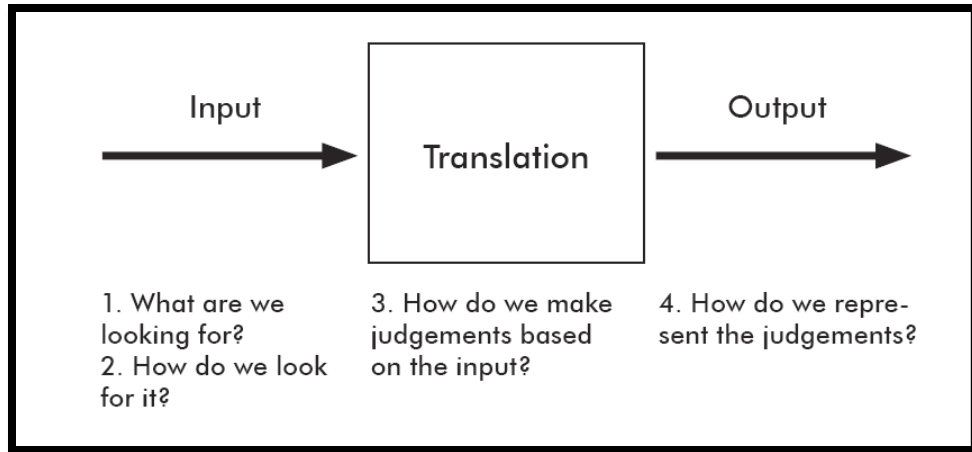 Input
Translation
Output
1. What are we
looking for?
2. How do we look
for it?
3. How do we make
judgements based
on the input?
4. How do we repre-
sent the judgements?